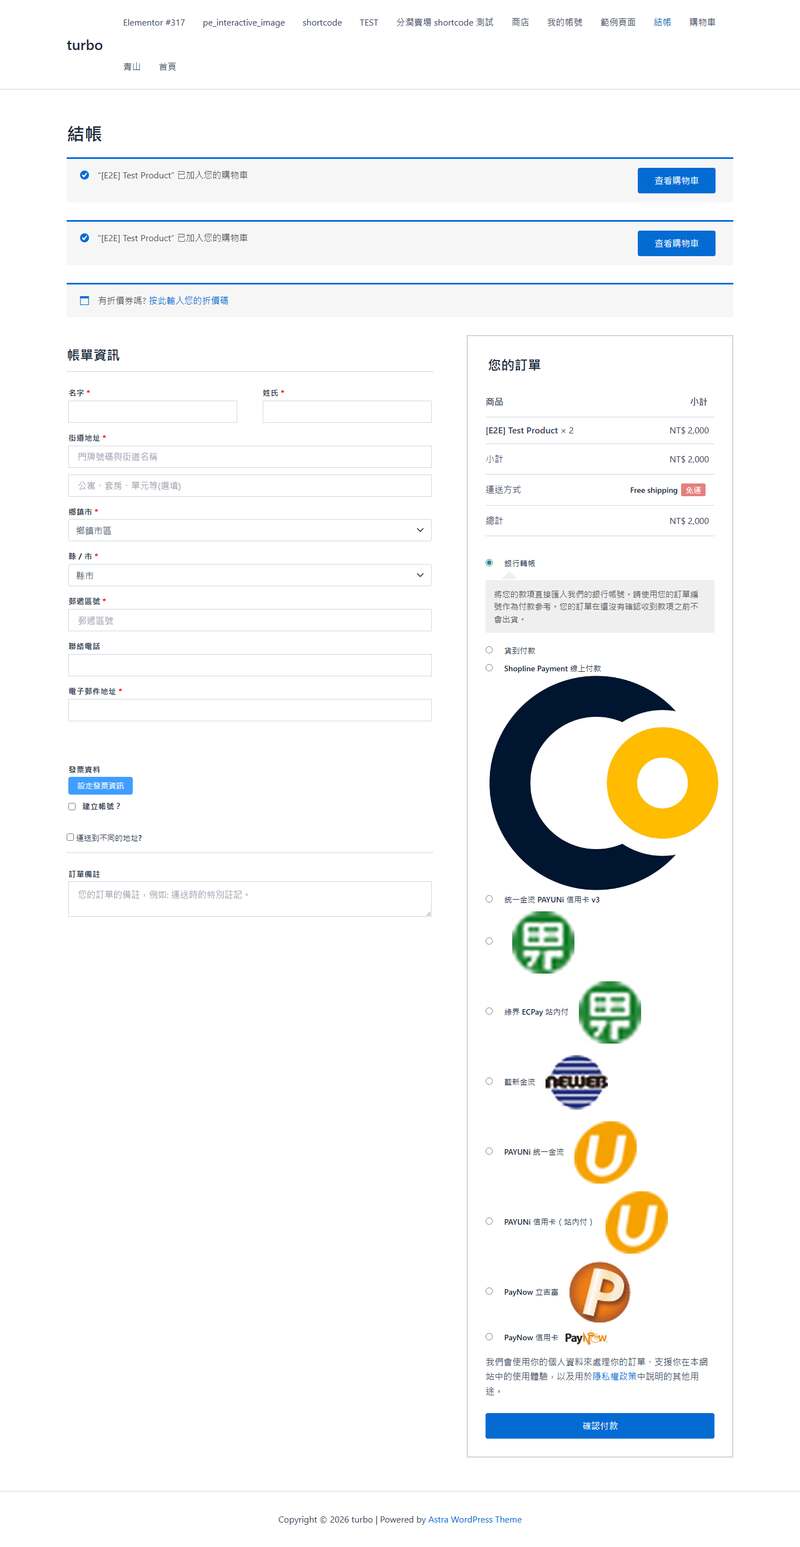 Elementor #317 pe_interactive_image shortcode TEST 分潤賣場 shortcode 測試 商店 我的帳號 範例頁面 結帳 購物車
turbo
青山 首頁
結帳
“[E2E] Test Product” 已加入您的購物車 查看購物車
“[E2E] Test Product” 已加入您的購物車 查看購物車
有折價券嗎? 按此輸入您的折價碼
帳單資訊
名字 * 姓氏 *
街道地址 *
門牌號碼與街道名稱
公寓、套房、單元等(選填)
鄉鎮市 *
鄉鎮市區
縣 / 市 *
縣市
郵遞區號 *
郵遞區號
聯絡電話
電子郵件地址 *
發票資料
設定發票資訊
建立帳號？
運送到不同的地址?
訂單備註
您的訂單的備註，例如: 運送時的特別註記。
您的訂單
商品 小計
[E2E] Test Product × 2 NT$ 2,000
小計 NT$ 2,000
運送方式 Free shipping 免運
總計 NT$ 2,000
銀行轉帳
將您的款項直接匯入我們的銀行帳號。請使用您的訂單編
號作為付款參考。您的訂單在還沒有確認收到款項之前不
會出貨。
貨到付款
Shopline Payment 線上付款
統一金流 PAYUNi 信用卡 v3
綠界 ECPay 站內付
藍新金流 NEWEB
PAYUNi 統一金流 U
PAYUNi 信用卡 ( 站內付 ) U
PayNow 立吉富 P
PayNow 信用卡 PayNow
我們會使用你的個人資料來處理你的訂單、支援你在本網
站中的使用體驗，以及用於隱私權政策中說明的其他用
途。
確認付款
Copyright © 2026 turbo | Powered by Astra WordPress Theme